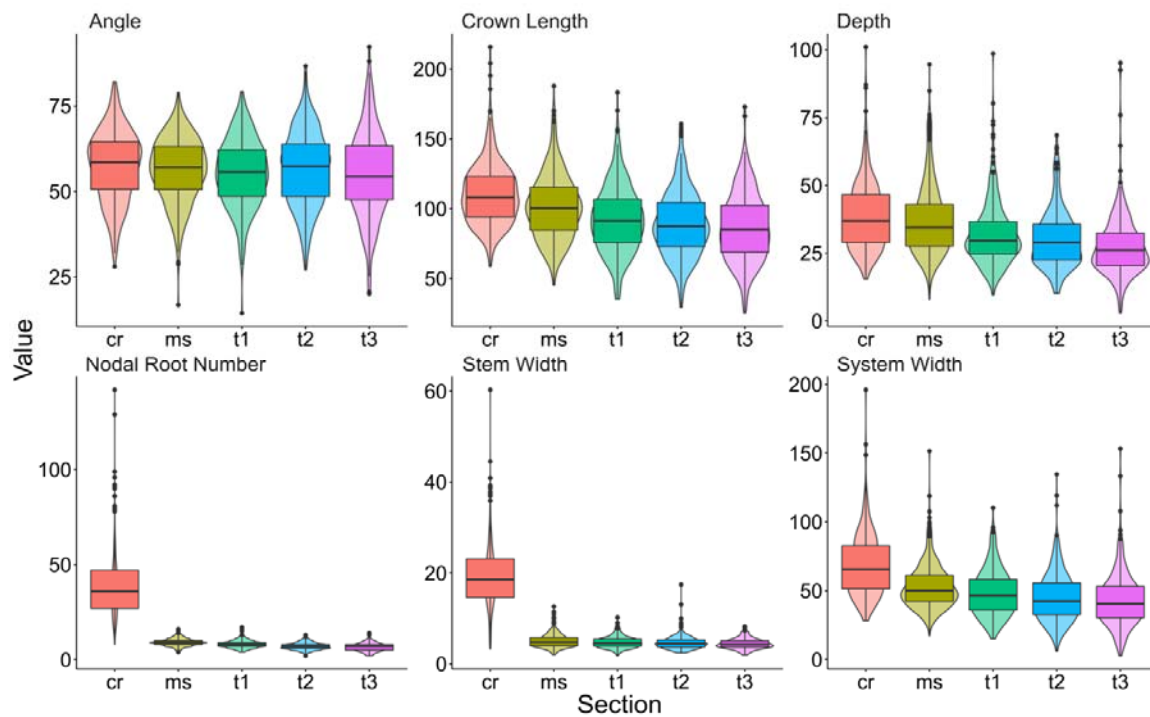 Angle
Crown Length
Depth
75
50
25
200
150
100
50
100
75
50
25
0
cr ms t1 t2 t3
cr ms t1 t2 t3
cr ms t1 t2 t3
Value
Nodal Root Number
Stem Width
System Width
100
50
0
60
40
20
0
200
150
100
50
0
cr ms t1 t2 t3
cr ms t1 t2 t3
cr ms t1 t2 t3
Section